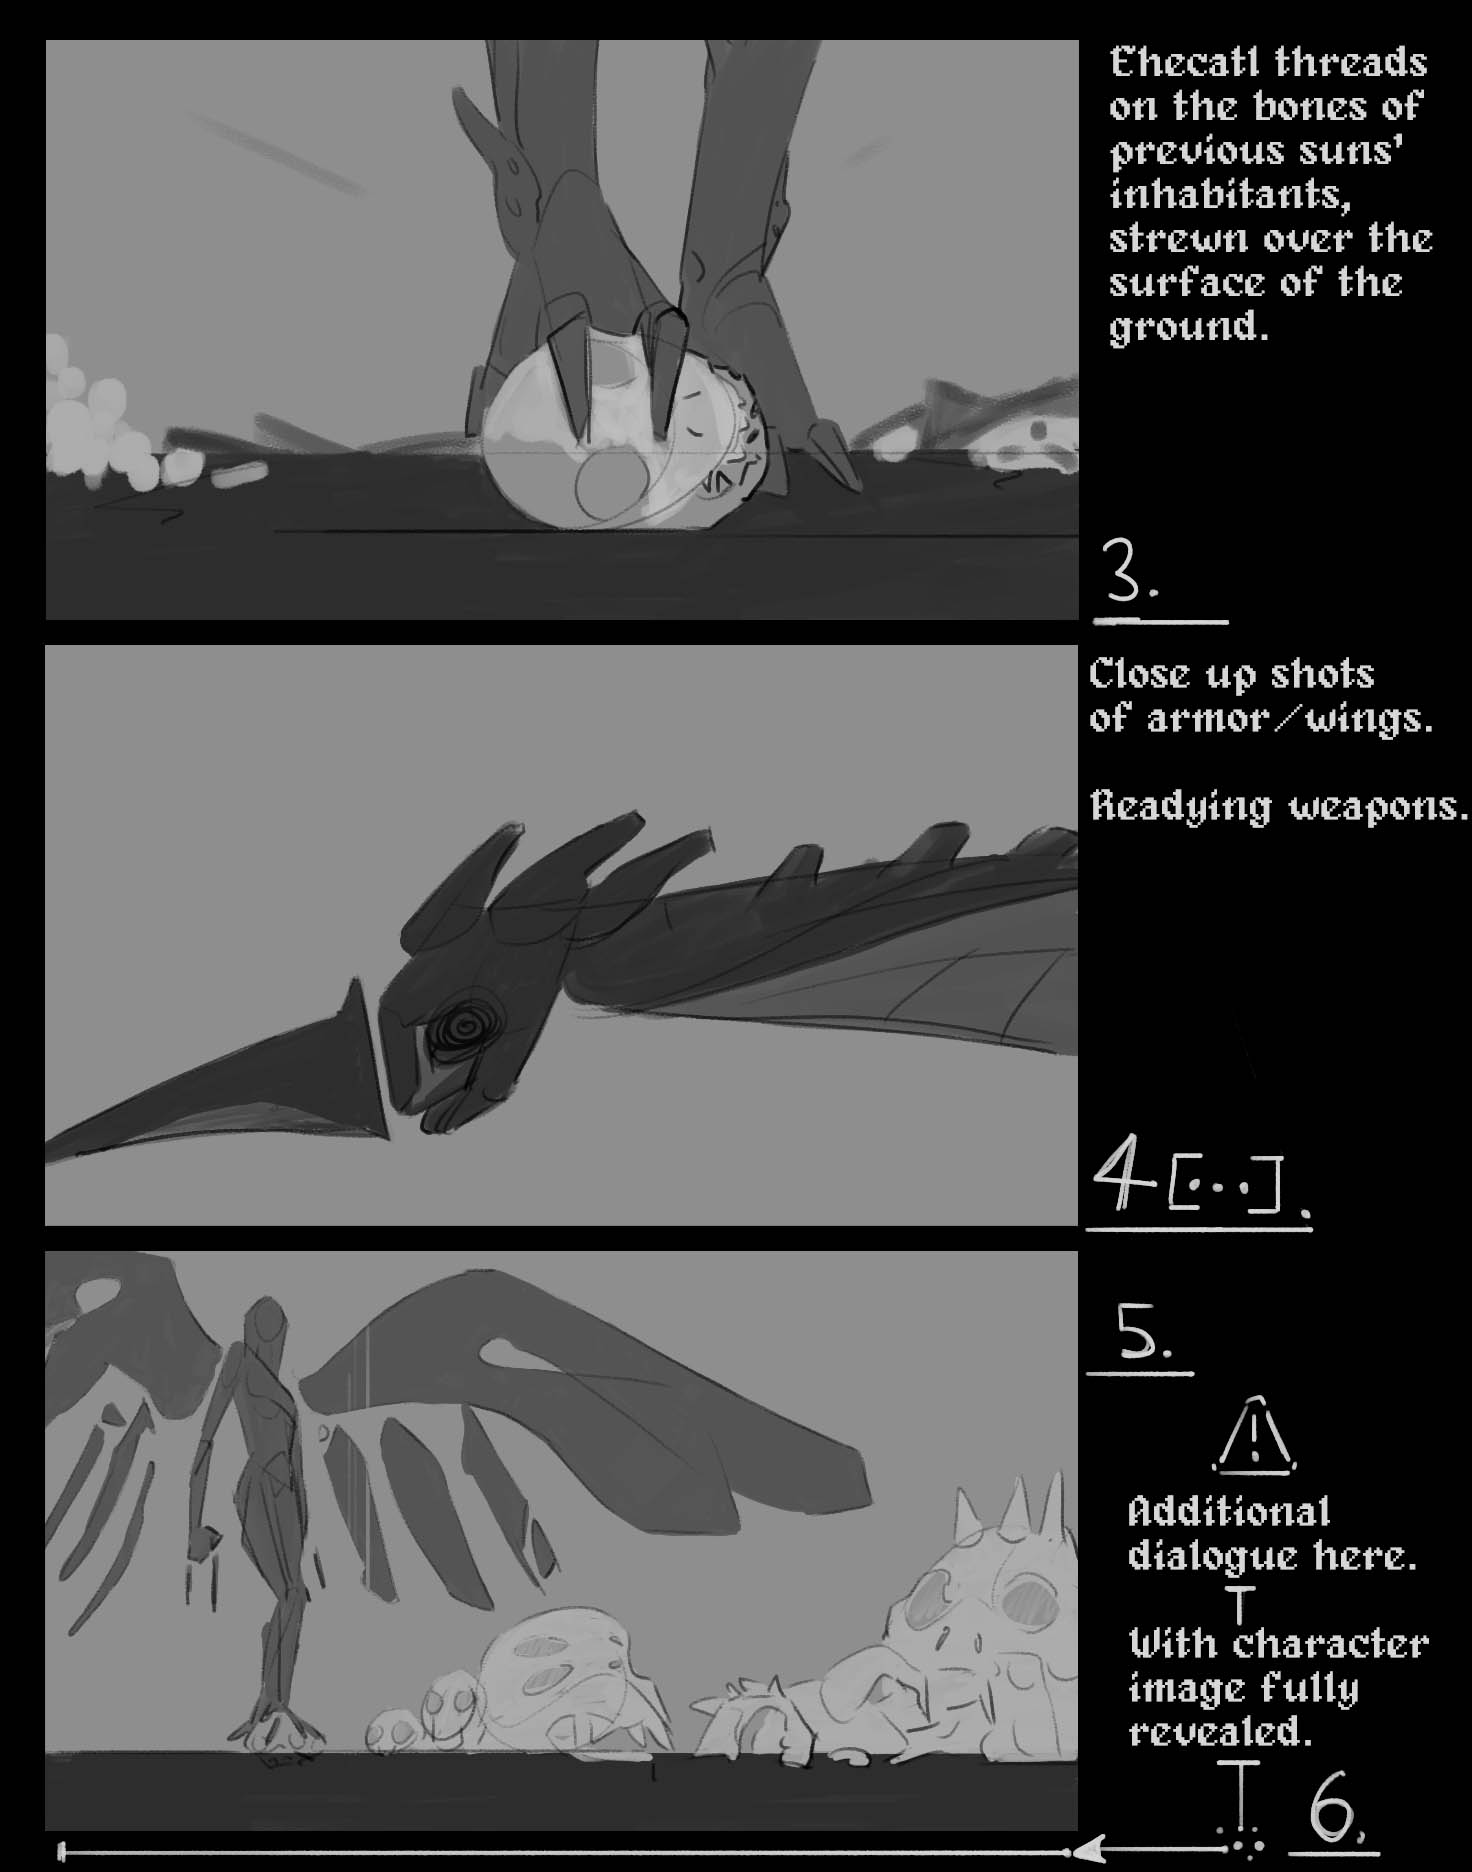 Ehecatl threads
on the bones of
previous suns'
inhabitants,
strewn over the
surface of the
ground.
3.
Close up shots
of armor/wings.
Readying weapons.
4[...].
5.
Additional
dialogue here.
With character
image fully
revealed.
6.